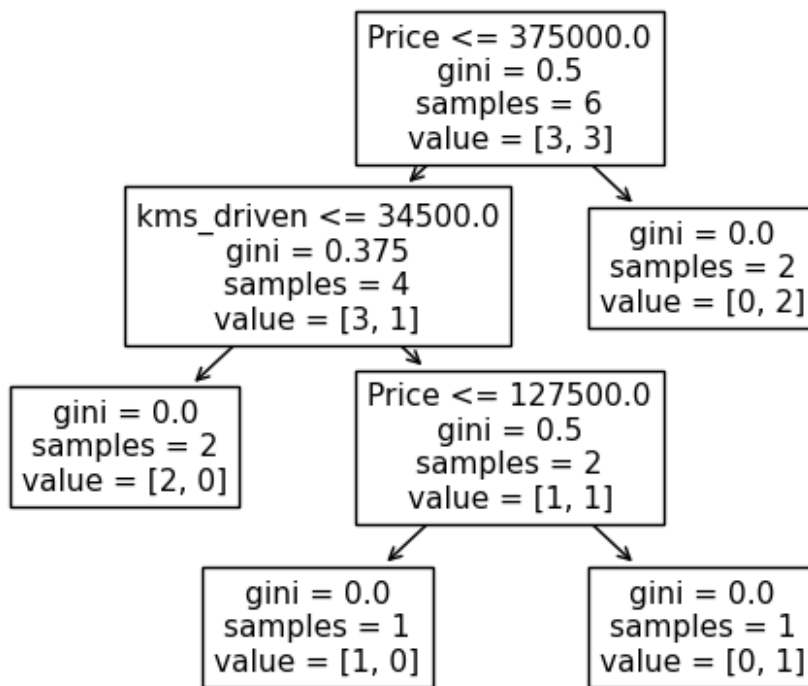 Price <= 375000.0
gini = 0.5
samples = 6
value = [3, 3]
kms_driven <= 34500.0
gini = 0.375
samples = 4
value = [3, 1]
gini = 0.0
samples = 2
value = [0, 2]
gini = 0.0
samples = 2
value = [2, 0]
Price <= 127500.0
gini = 0.5
samples = 2
value = [1, 1]
gini = 0.0
samples = 1
value = [1, 0]
gini = 0.0
samples = 1
value = [0, 1]